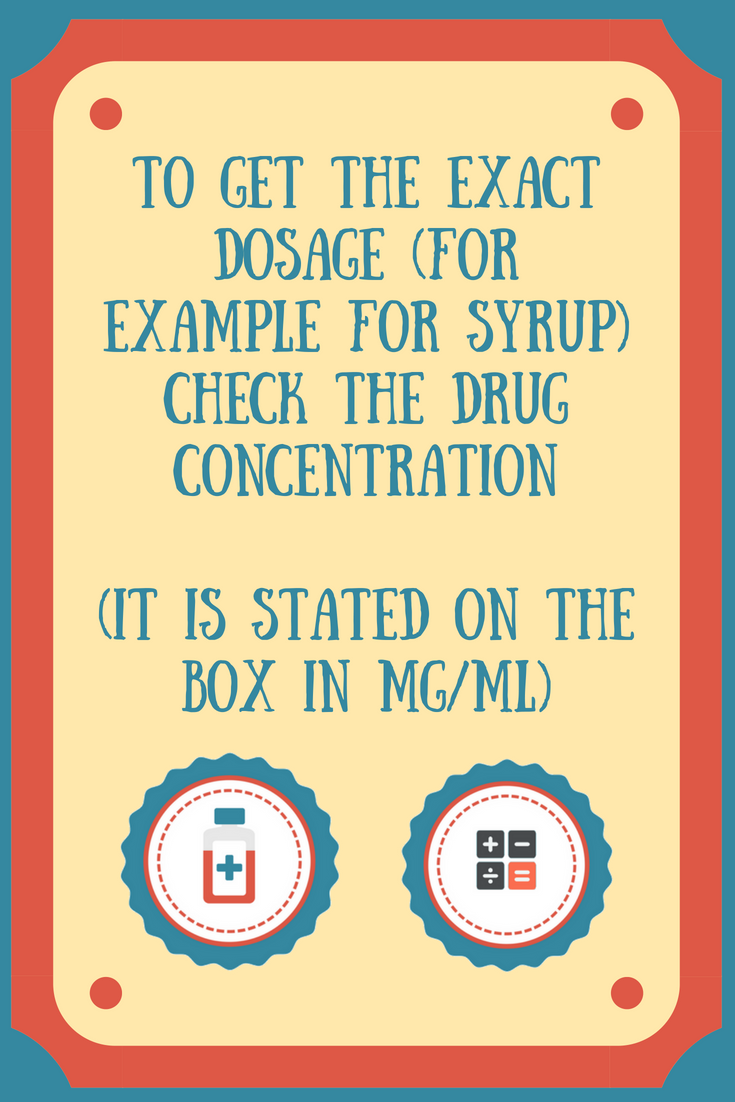 TO GET THE EXACT
DOSAGE (FOR
EXAMPLE FOR SYRUP)
CHECK THE DRUG
CONCENTRATION
(IT IS STATED ON THE
BOX IN MG/ML)